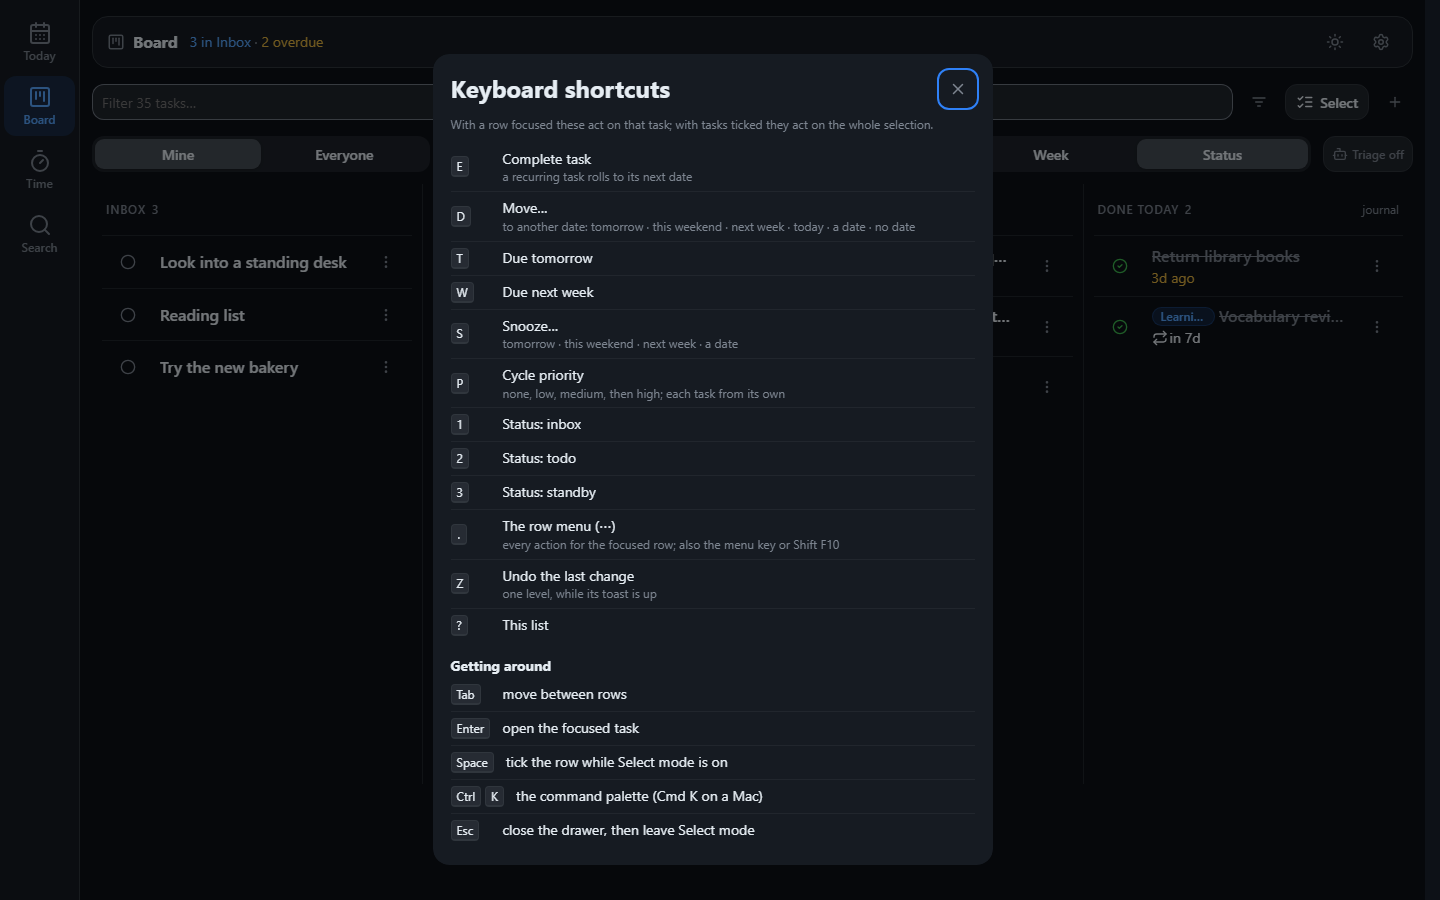 Today
Board
Time
Search
Board 3 in Inbox · 2 overdue
Filter 35 tasks...
Select
Mine
Everyone
Week
Status
Triage off
INBOX 3
Look into a standing desk
Reading list
Try the new bakery
DONE TODAY 2
journal
Return library books
3d ago
Learni... Vocabulary revi...
in 7d
Keyboard shortcuts
With a row focused these act on that task; with tasks ticked they act on the whole selection.
E Complete task
a recurring task rolls to its next date
D Move...
to another date: tomorrow · this weekend · next week · today · a date · no date
T Due tomorrow
W Due next week
S Snooze...
tomorrow · this weekend · next week · a date
P Cycle priority
none, low, medium, then high; each task from its own
1 Status: inbox
2 Status: todo
3 Status: standby
. The row menu (···)
every action for the focused row; also the menu key or Shift F10
Z Undo the last change
one level, while its toast is up
? This list
Getting around
Tab move between rows
Enter open the focused task
Space tick the row while Select mode is on
Ctrl K the command palette (Cmd K on a Mac)
Esc close the drawer, then leave Select mode